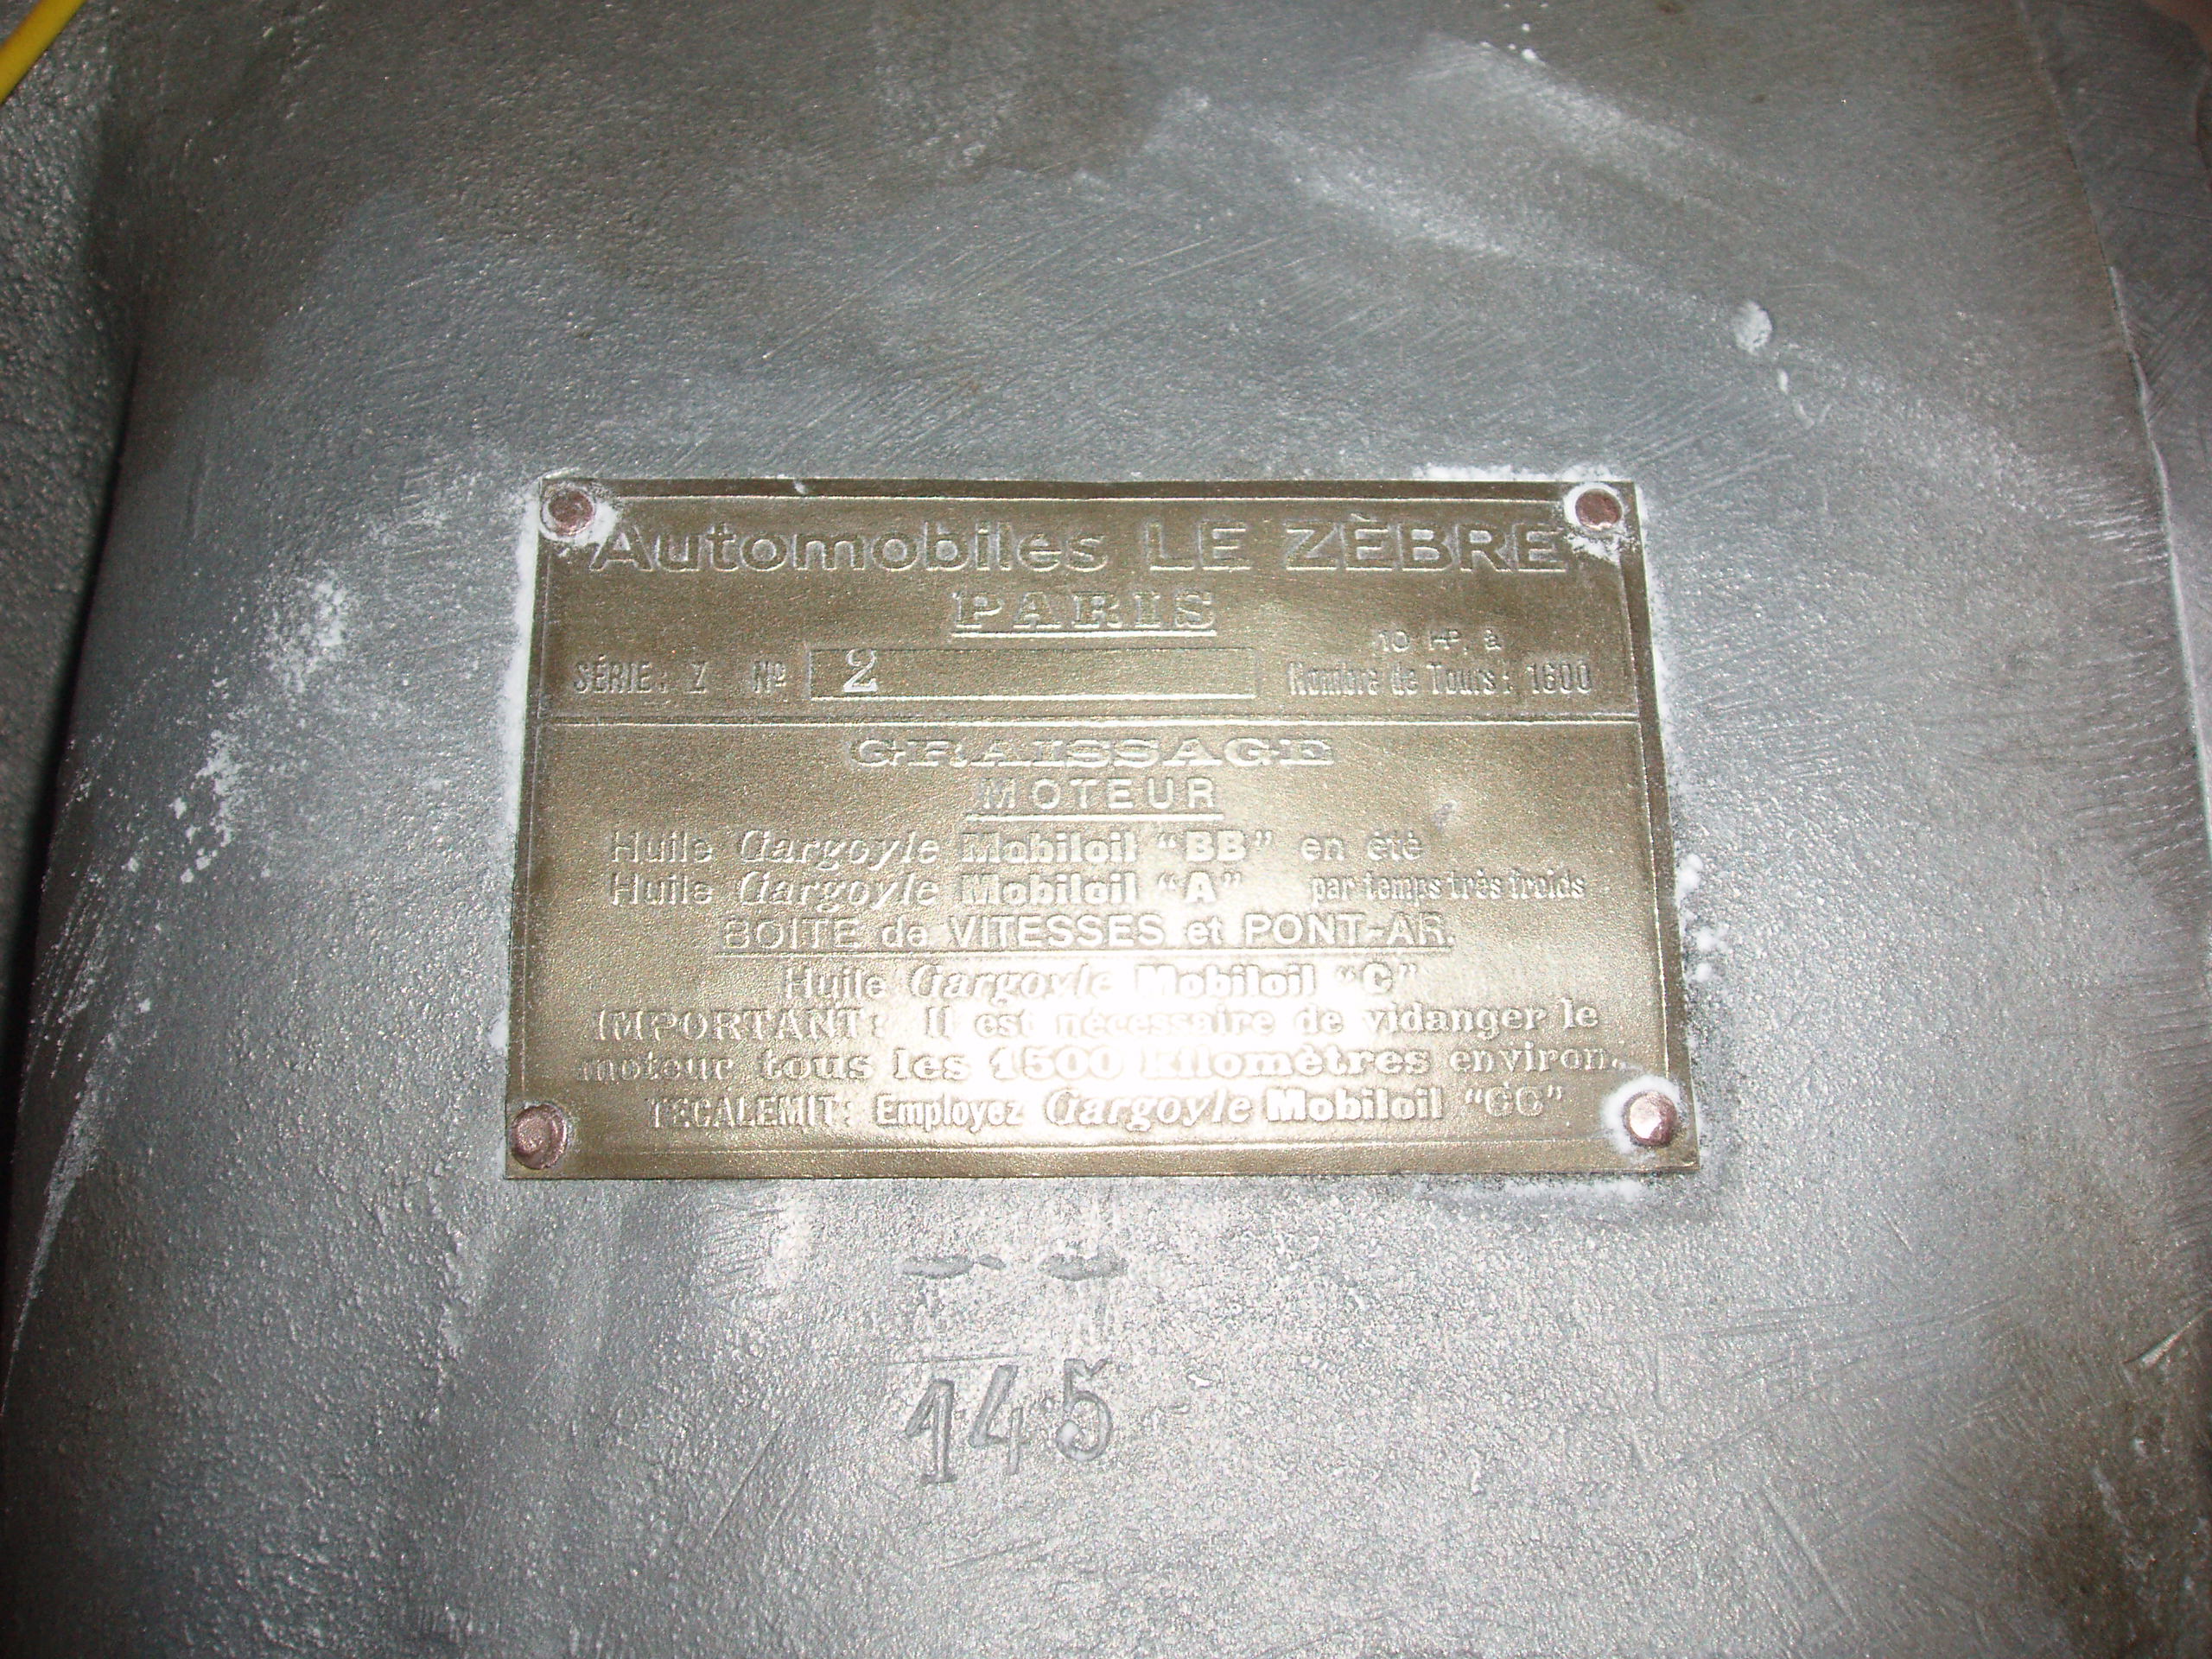 Automobiles LE ZÈBRE
PARIS
10 HP. à
SÉRIE: Z Nº 2 Nombre de Tours: 1600
GRAISSAGE
MOTEUR
Huile Gargoyle Mobiloil "BB" en été
Huile Gargoyle Mobiloil "A" par temps très froids
BOITE de VITESSES et PONT-AR.
Huile Gargoyle Mobiloil "C"
IMPORTANT: Il est nécessaire de vidanger le
moteur tous les 1500 kilomètres environ.
TECALEMIT: Employez Gargoyle Mobiloil "CC"
145